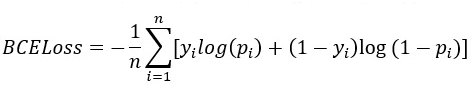 BCELoss = −\frac{1}{n}\sum_{i=1}^{n}[y_i log(p_i) + (1 − y_i)log (1 − p_i)]